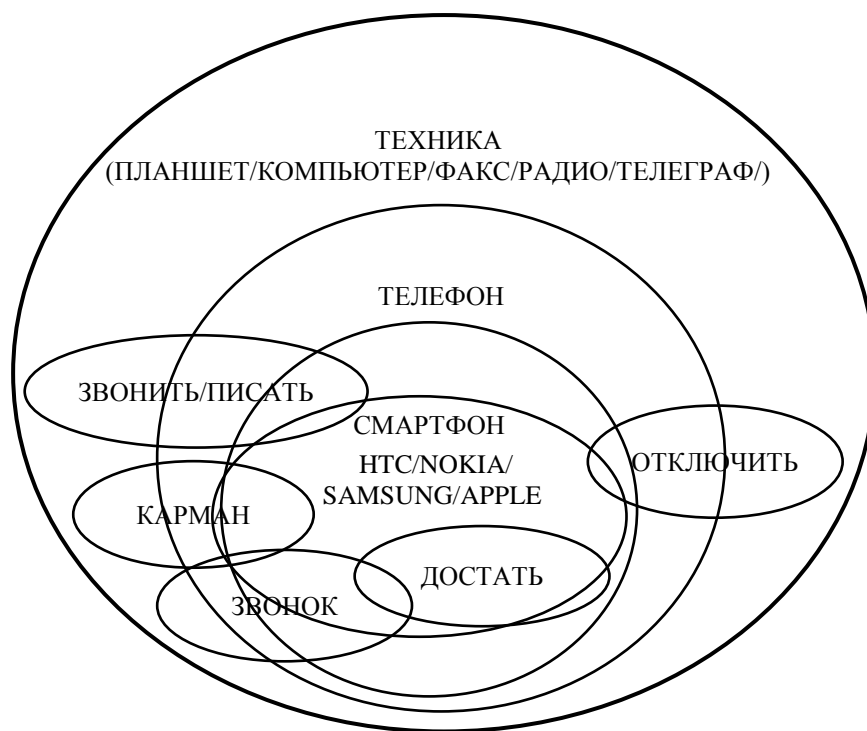 ТЕХНИКА
(ПЛАНШЕТ/КОМПЬЮТЕР/ФАКС/РАДИО/ТЕЛЕГРАФ/)
ТЕЛЕФОН
ЗВОНИТЬ/ПИСАТЬ
СМАРТФОН
HTC/NOKIA/
SAMSUNG/APPLE
ОТКЛЮЧИТЬ
КАРМАН
ДОСТАТЬ
ЗВОНОК